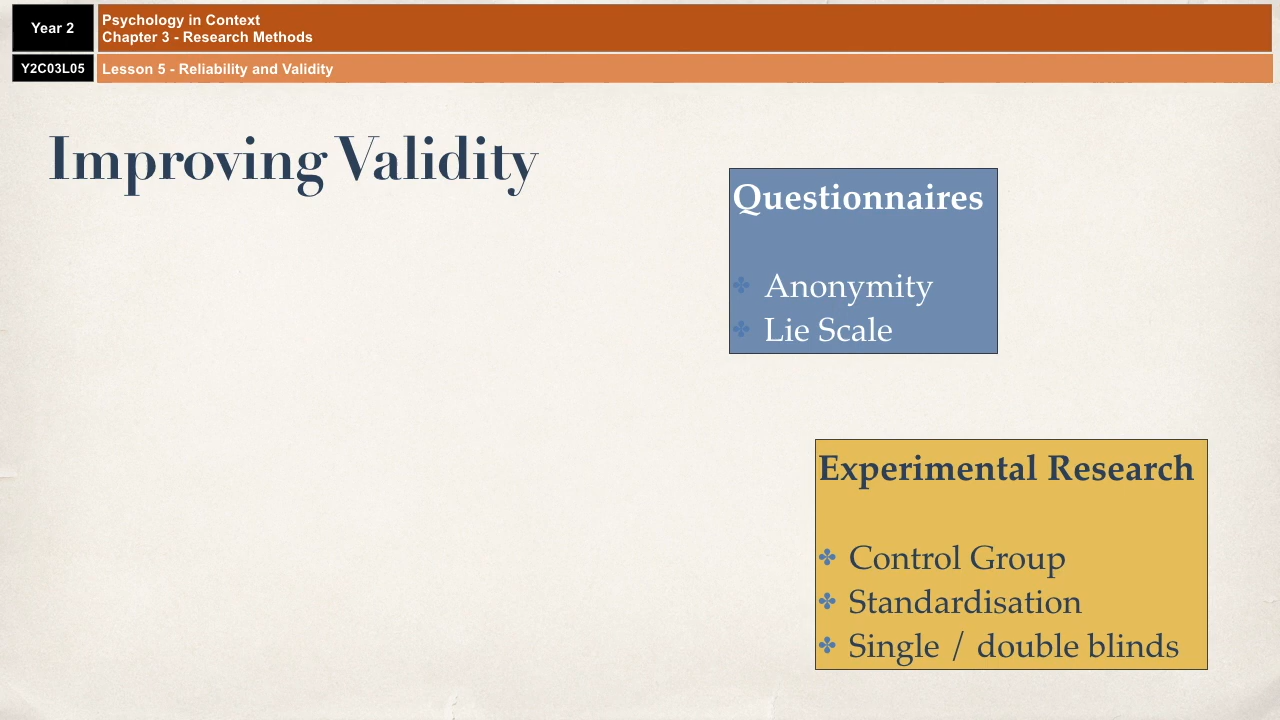 Year 2
Psychology in Context
Chapter 3 - Research Methods
Y2C03L05
Lesson 5 - Reliability and Validity
Improving Validity
Questionnaires
Anonymity
Lie Scale
Experimental Research
Control Group
Standardisation
Single / double blinds